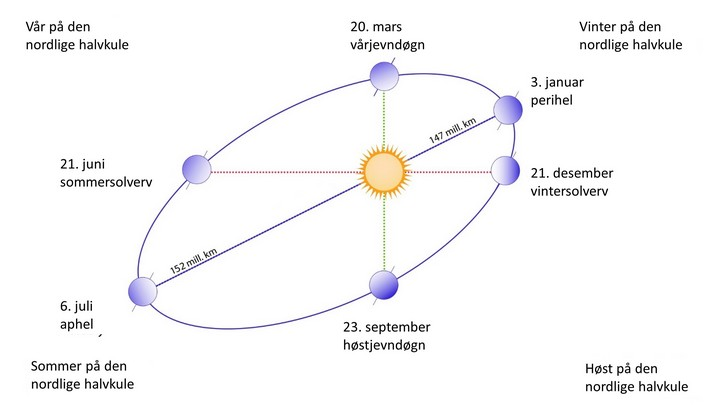 Vår på den
nordlige halvkule
20. mars
vårjevndøgn
Vinter på den
nordlige halvkule
3. januar
perihel
147 mill. km
21. juni
sommersolverv
21. desember
vintersolverv
152 mill. km
6. juli
aphel
23. september
høstjevndøgn
Sommer på den
nordlige halvkule
Høst på den
nordlige halvkule